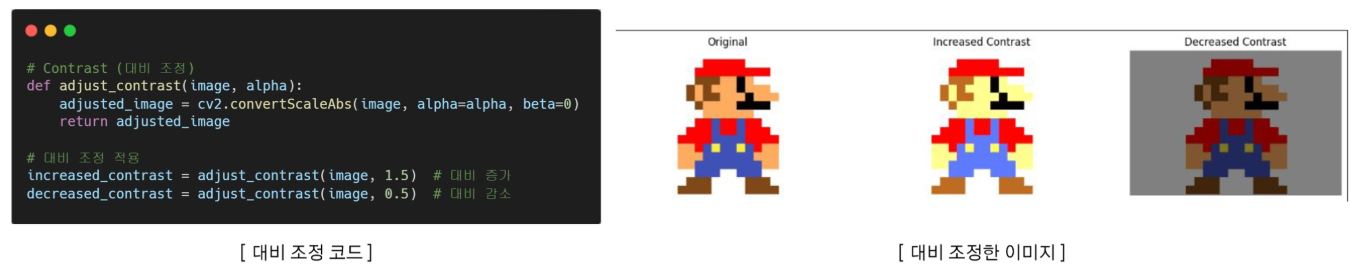 # Contrast (대비 조정)
def adjust_contrast(image, alpha):
    adjusted_image = cv2.convertScaleAbs(image, alpha=alpha, beta=0)
    return adjusted_image
# 대비 조정 적용
increased_contrast = adjust_contrast(image, 1.5)  # 대비 증가
decreased_contrast = adjust_contrast(image, 0.5)  # 대비 감소
[ 대비 조정 코드 ]
Original
Increased Contrast
Decreased Contrast
[ 대비 조정한 이미지 ]